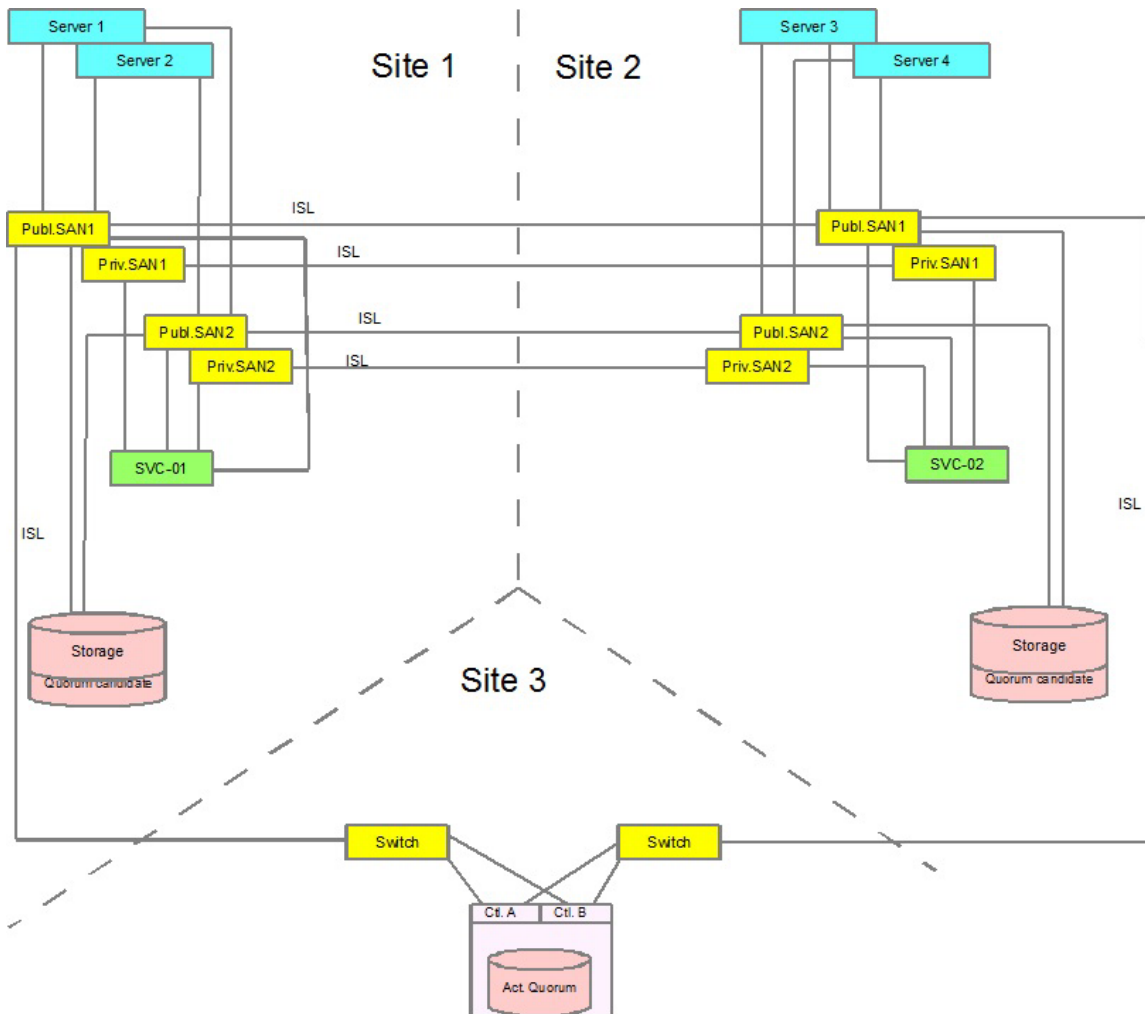 Server 1
Server 2
Server 3
Server 4
Site 1
Site 2
ISL
Publ.SAN1
Publ.SAN1
Priv.SAN1
ISL
Priv.SAN1
ISL
Publ.SAN2
Publ.SAN2
Priv.SAN2
ISL
Priv.SAN2
SVC-01
SVC-02
ISL
ISL
Storage
Quorum candidate
Storage
Quorum candidate
Site 3
Switch
Switch
Ctl. A
Ctl. B
Act. Quorum